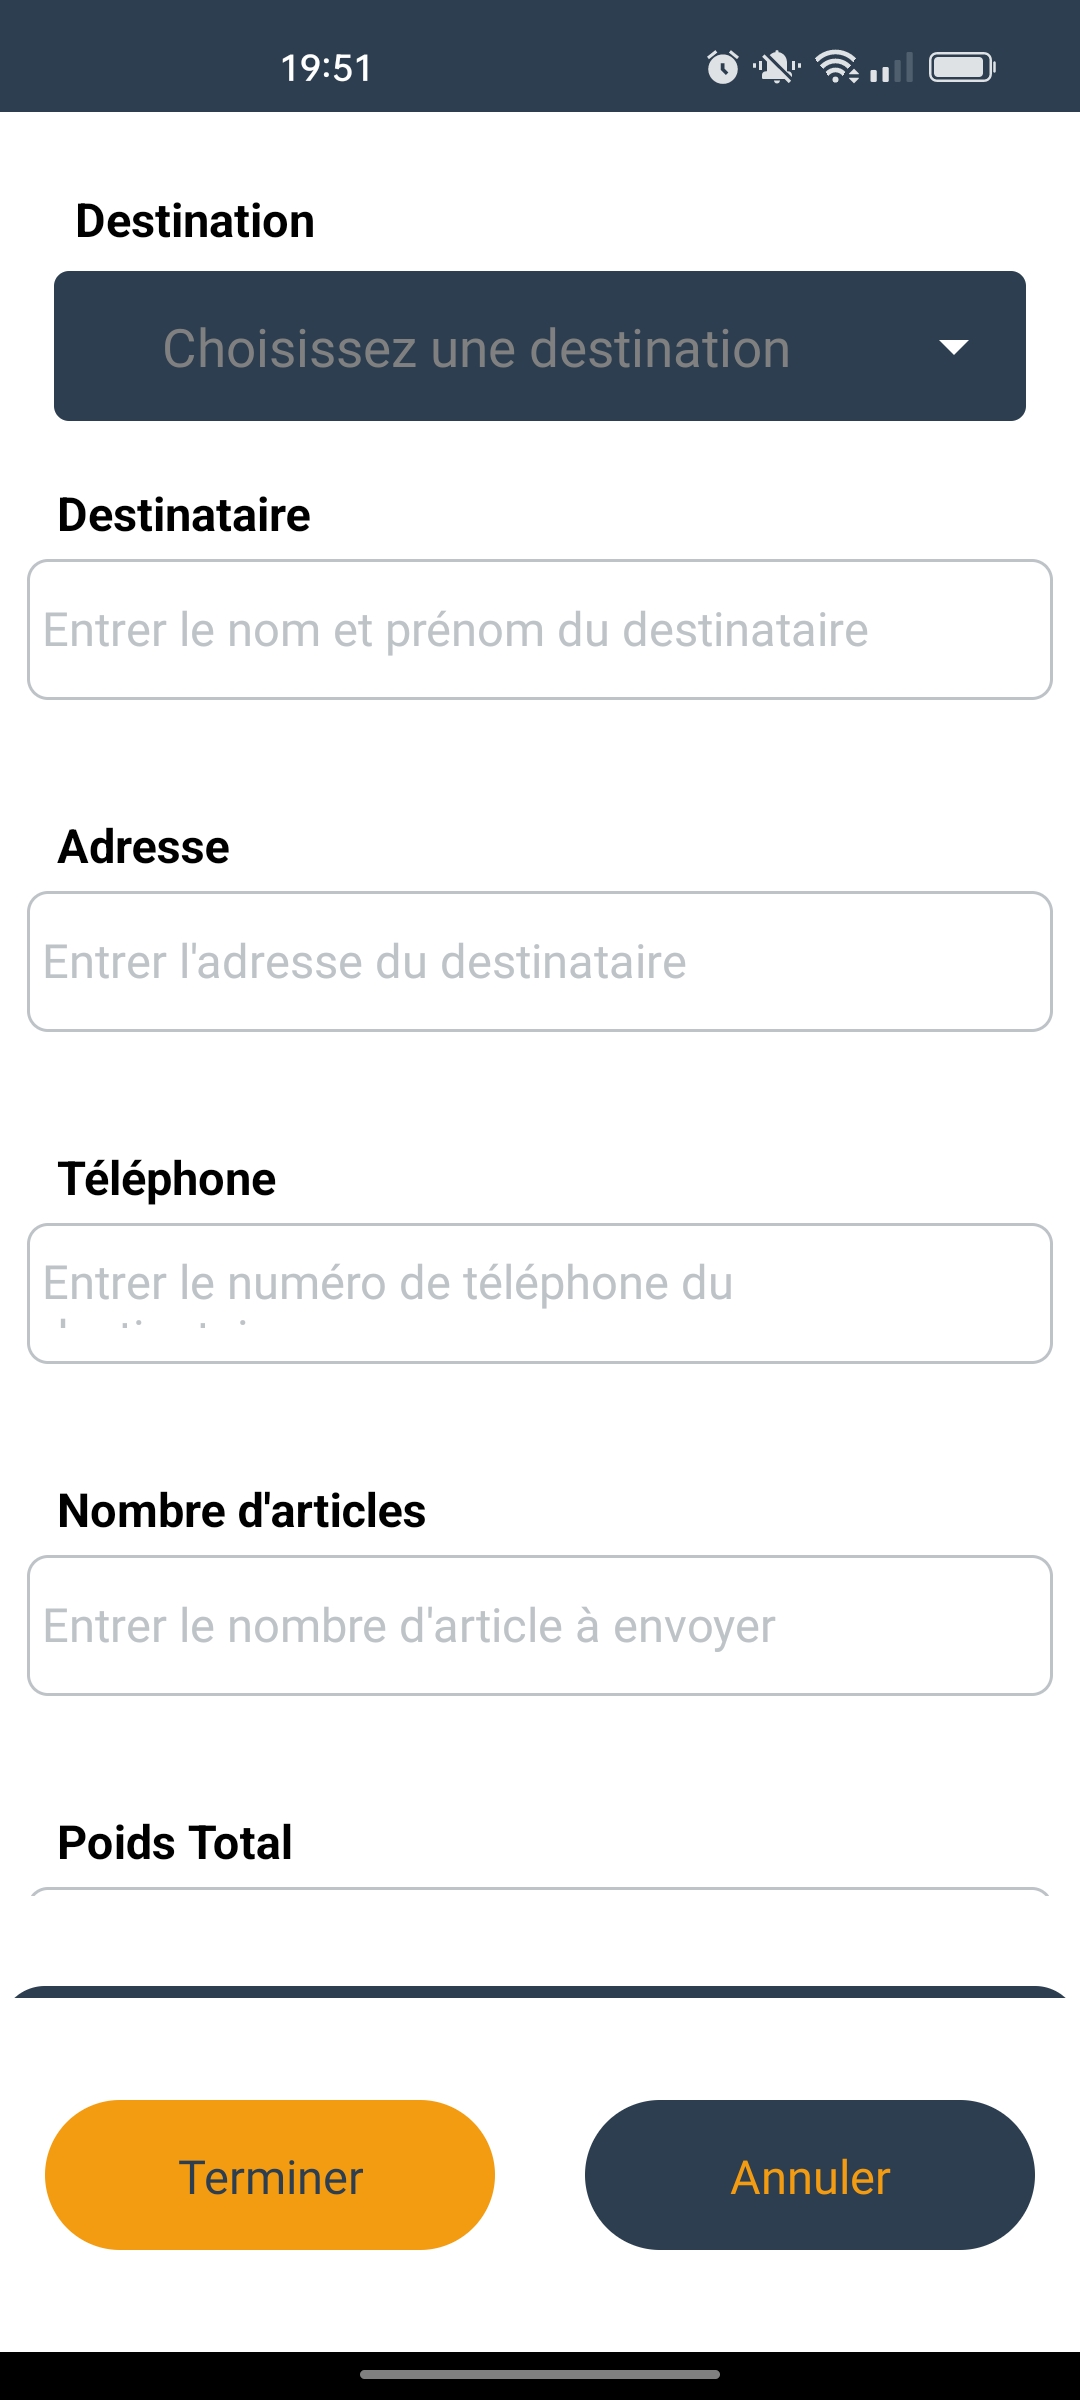 19:51
Destination
Choisissez une destination
Destinataire
Entrer le nom et prénom du destinataire
Adresse
Entrer l'adresse du destinataire
Téléphone
Entrer le numéro de téléphone du
Nombre d'articles
Entrer le nombre d'article à envoyer
Poids Total
Terminer
Annuler